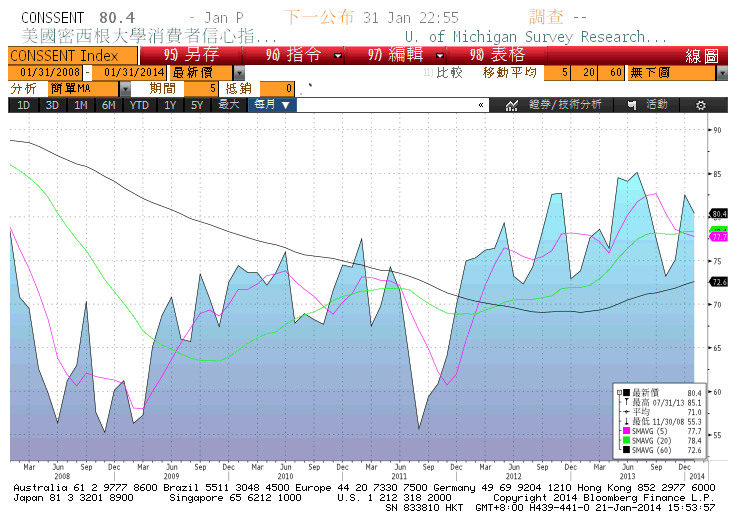 CONSSENT 80.4 - Jan P 下一公布 31 Jan 22:55 調查 --
美國密西根大學消費者信心指... U. of Michigan Survey Research...
CONSSENT Index 95) 另存 96) 指令 97) 編輯 98) 表格 線圖
01/31/2008 - 01/31/2014 最新價 比較 移動平均 5 20 60 無下價
分析 簡單MA 期間 5 抵銷 0
1D 3D 1M 6M YTD 1Y 5Y 最大 每月 ▼ « 證券/技術分析 活動
90
85
80.4
78.4
77.7
75
72.6
70
65
60
55
最新價 80.4
最高 07/31/13 85.1
平均 71.0
最低 11/30/08 55.3
SMAVG (5) 77.7
SMAVG (20) 78.4
SMAVG (60) 72.6
Mar Jun Sep Dec Mar Jun Sep Dec Mar Jun Sep Dec Mar Jun Sep Dec Mar Jun Sep Dec Mar Jun Sep Dec
2008 2009 2010 2011 2012 2013 2014
Australia 61 2 9777 8600 Brazil 5511 3048 4500 Europe 44 20 7330 7500 Germany 49 69 9204 1210 Hong Kong 852 2977 6000
Japan 81 3 3201 8900 Singapore 65 6212 1000 U.S. 1 212 318 2000 Copyright 2014 Bloomberg Finance L.P.
SN 833810 HKT GMT+8:00 H439-441-0 21-Jan-2014 15:53:57